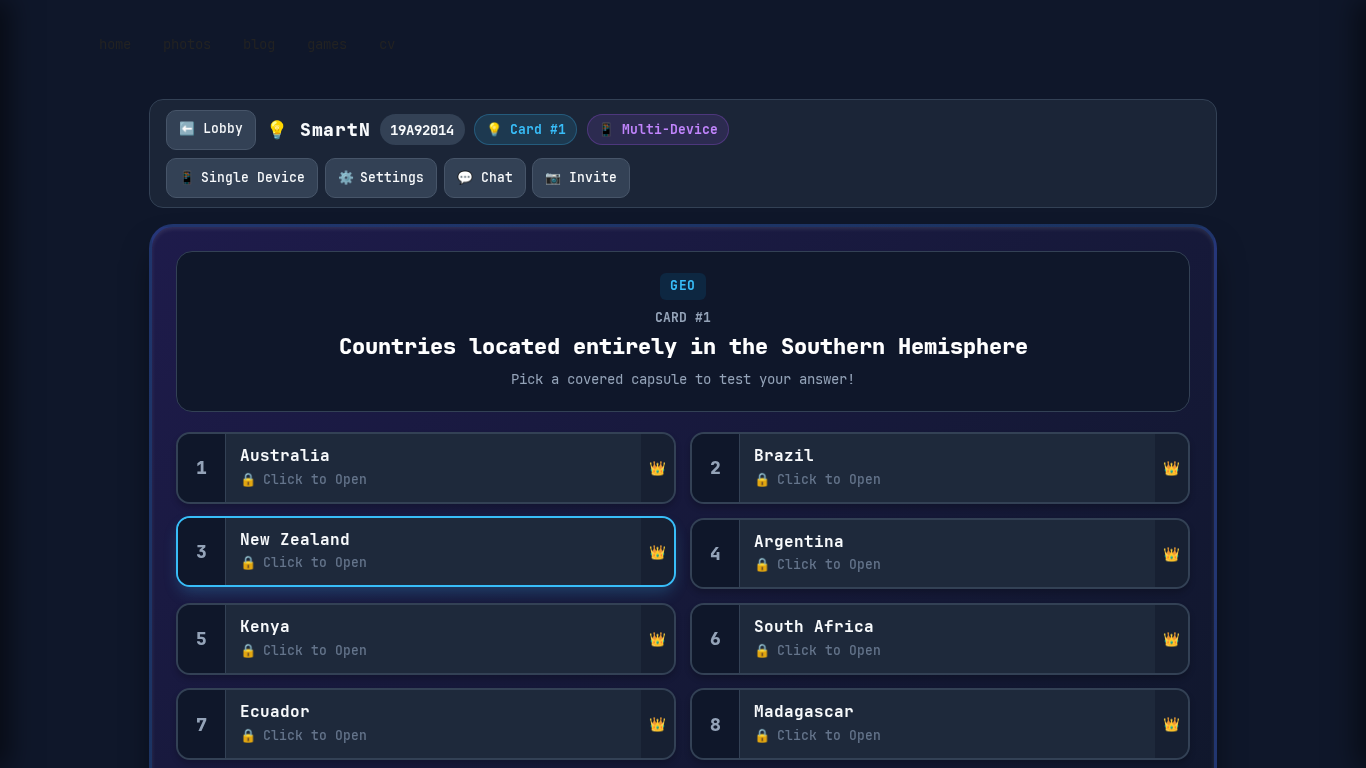 home photos blog games cv
Lobby SmartN 19A92014 Card #1 Multi-Device
Single Device Settings Chat Invite
GEO
CARD #1
Countries located entirely in the Southern Hemisphere
Pick a covered capsule to test your answer!
1 Australia
Click to Open
2 Brazil
Click to Open
3 New Zealand
Click to Open
4 Argentina
Click to Open
5 Kenya
Click to Open
6 South Africa
Click to Open
7 Ecuador
Click to Open
8 Madagascar
Click to Open